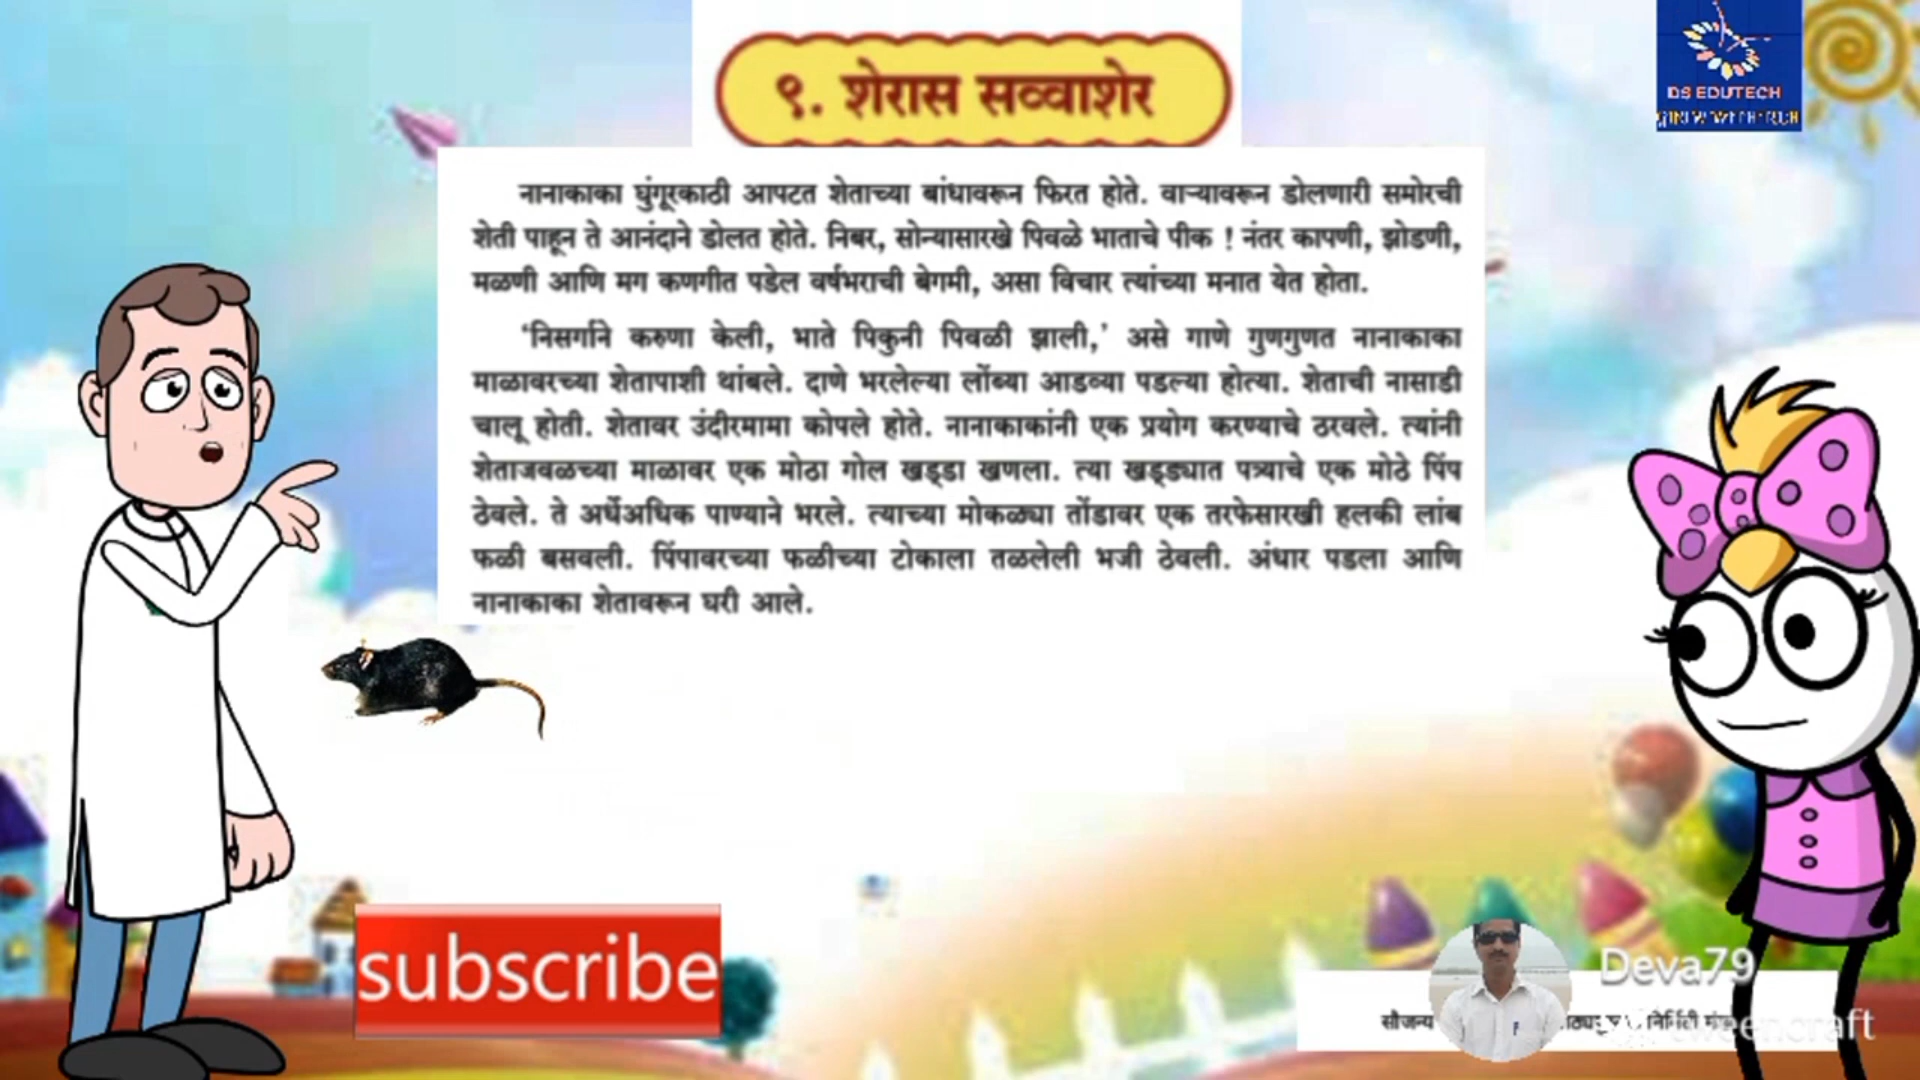 ९. शेरास सव्वाशेर
DS EDUTECH
नानाकाका घुंगूरकाठी आपटत शेताच्या बांधावरून फिरत होते. वाऱ्यावरून डोलणारी समोरची
शेती पाहून ते आनंदाने डोलत होते. निबर, सोन्यासारखे पिवळे भाताचे पीक ! नंतर कापणी, झोडणी,
मळणी आणि मग कणगीत पडेल वर्षभराची बेगमी, असा विचार त्यांच्या मनात येत होता.
‘निसर्गाने करुणा केली, भाते पिकुनी पिवळी झाली,’ असे गाणे गुणगुणत नानाकाका
माळावरच्या शेतापाशी थांबले. दाणे भरलेल्या लोंब्या आडव्या पडल्या होत्या. शेताची नासाडी
चालू होती. शेतावर उंदीरमामा कोपले होते. नानाकाकांनी एक प्रयोग करण्याचे ठरवले. त्यांनी
शेताजवळच्या माळावर एक मोठा गोल खड्डा खणला. त्या खड्ड्यात पत्र्याचे एक मोठे पिंप
ठेवले. ते अर्धेअधिक पाण्याने भरले. त्याच्या मोकळ्या तोंडावर एक तरफेसारखी हलकी लांब
फळी बसवली. पिंपावरच्या फळीच्या टोकाला तळलेली भजी ठेवली. अंधार पडला आणि
नानाकाका शेतावरून घरी आले.
subscribe
Deva79
सौजन्य निर्मिती